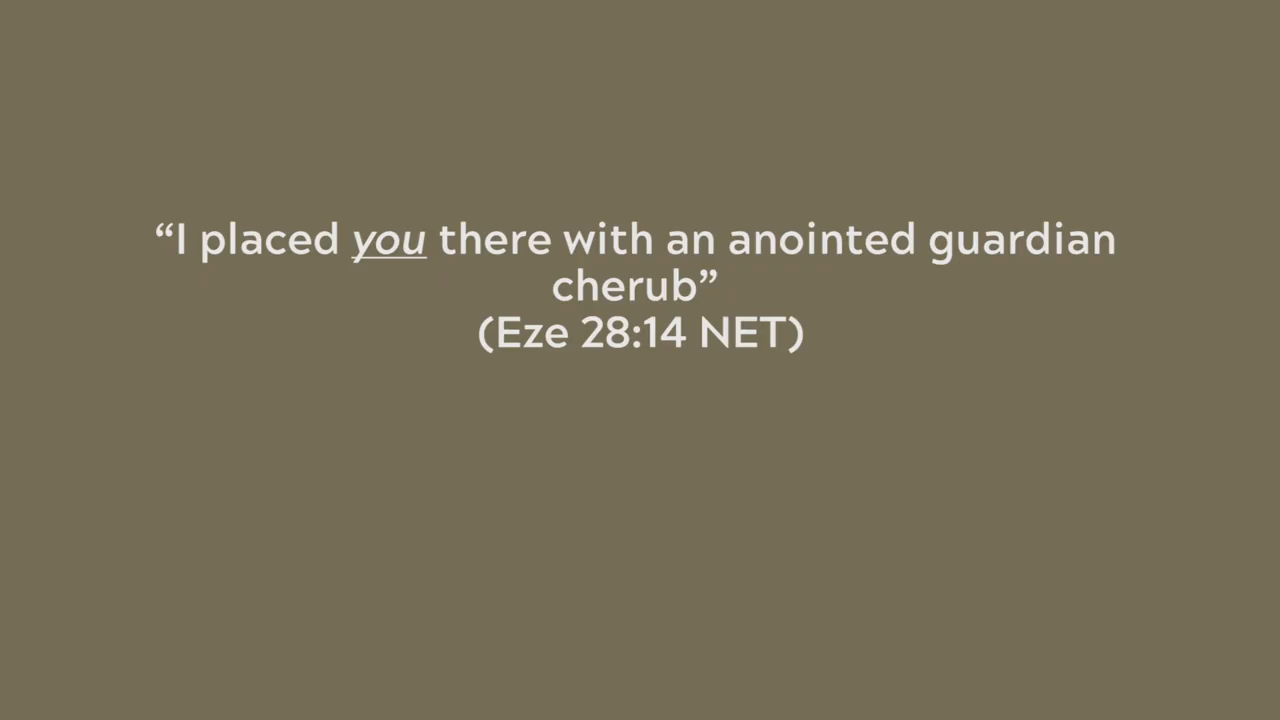 “I placed you there with an anointed guardian
cherub”
(Eze 28:14 NET)